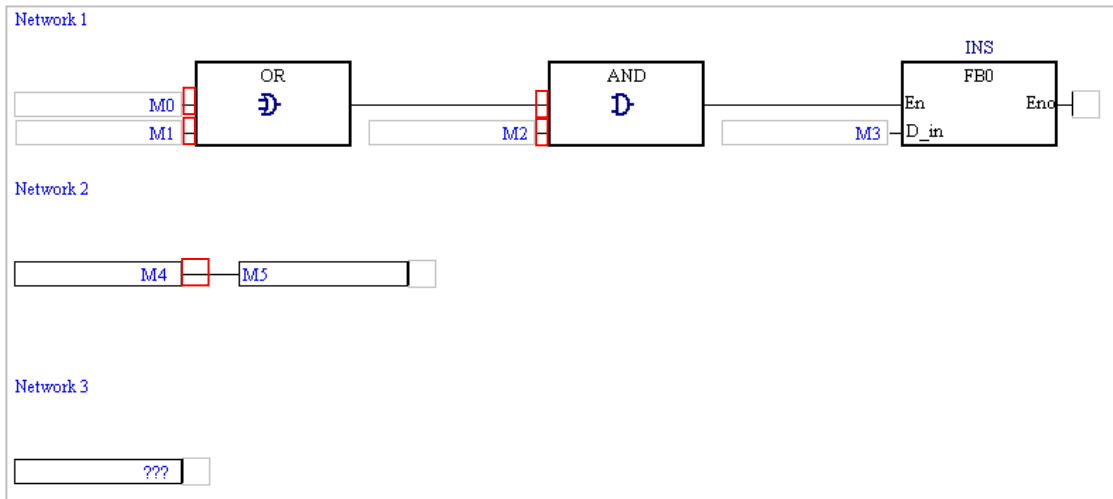 Network 1
INS
OR AND FB0
M0 En Eno
M1 M2 M3 D_in
Network 2
M4 M5
Network 3
???